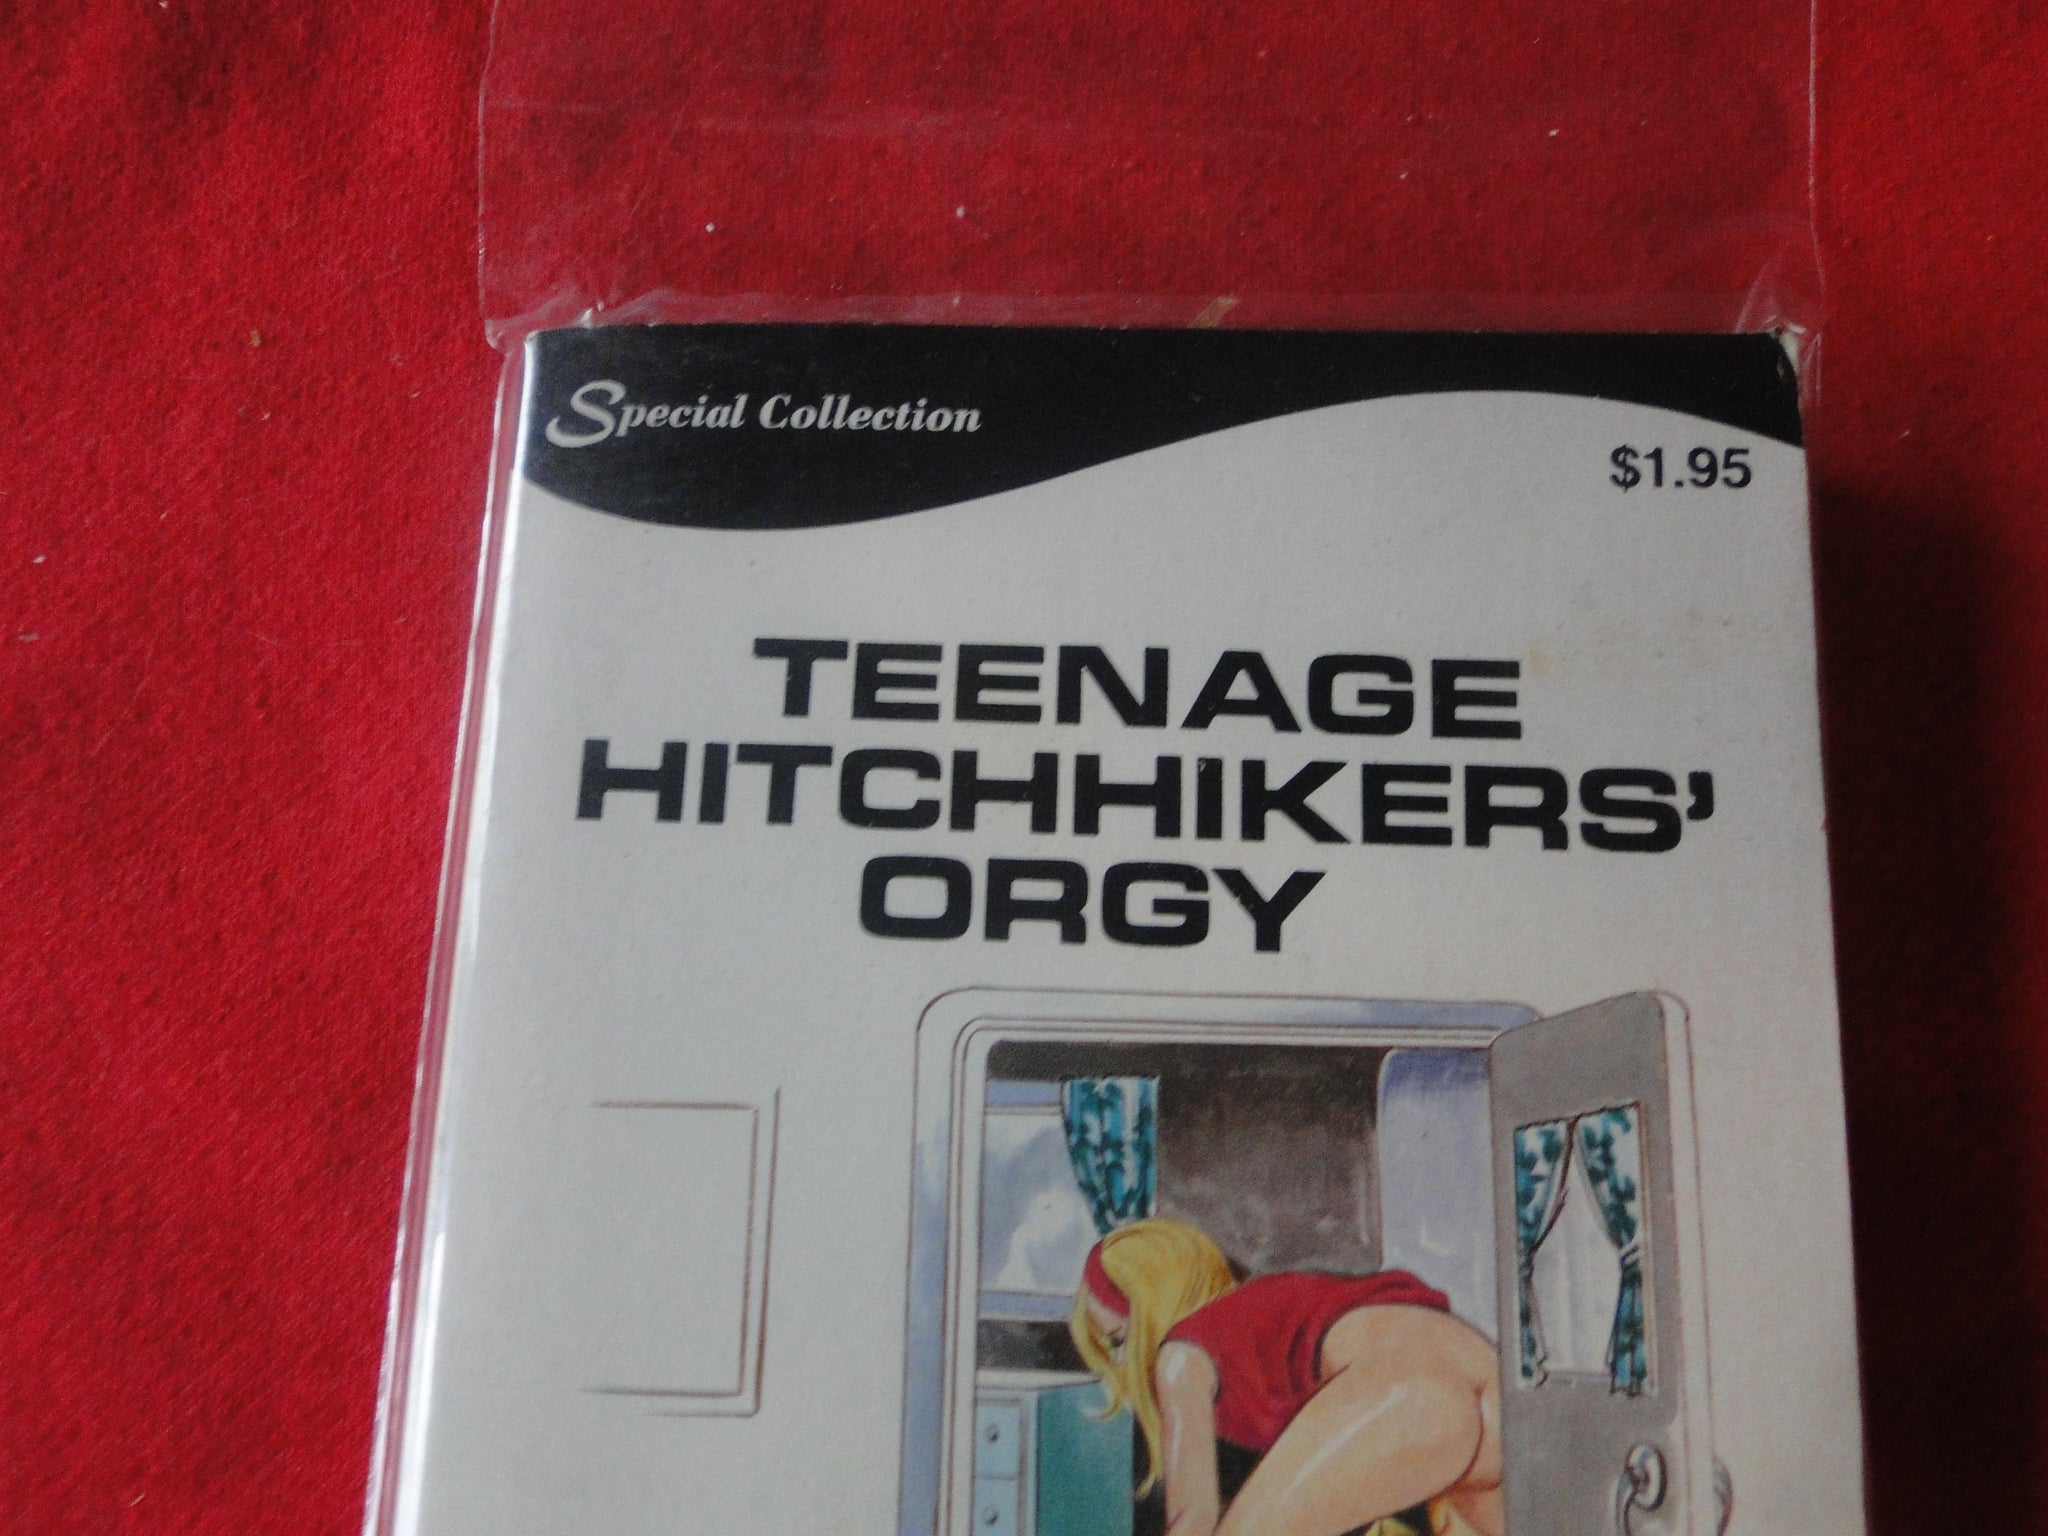 Special Collection
$1.95
TEENAGE
HITCHHIKERS'
ORGY